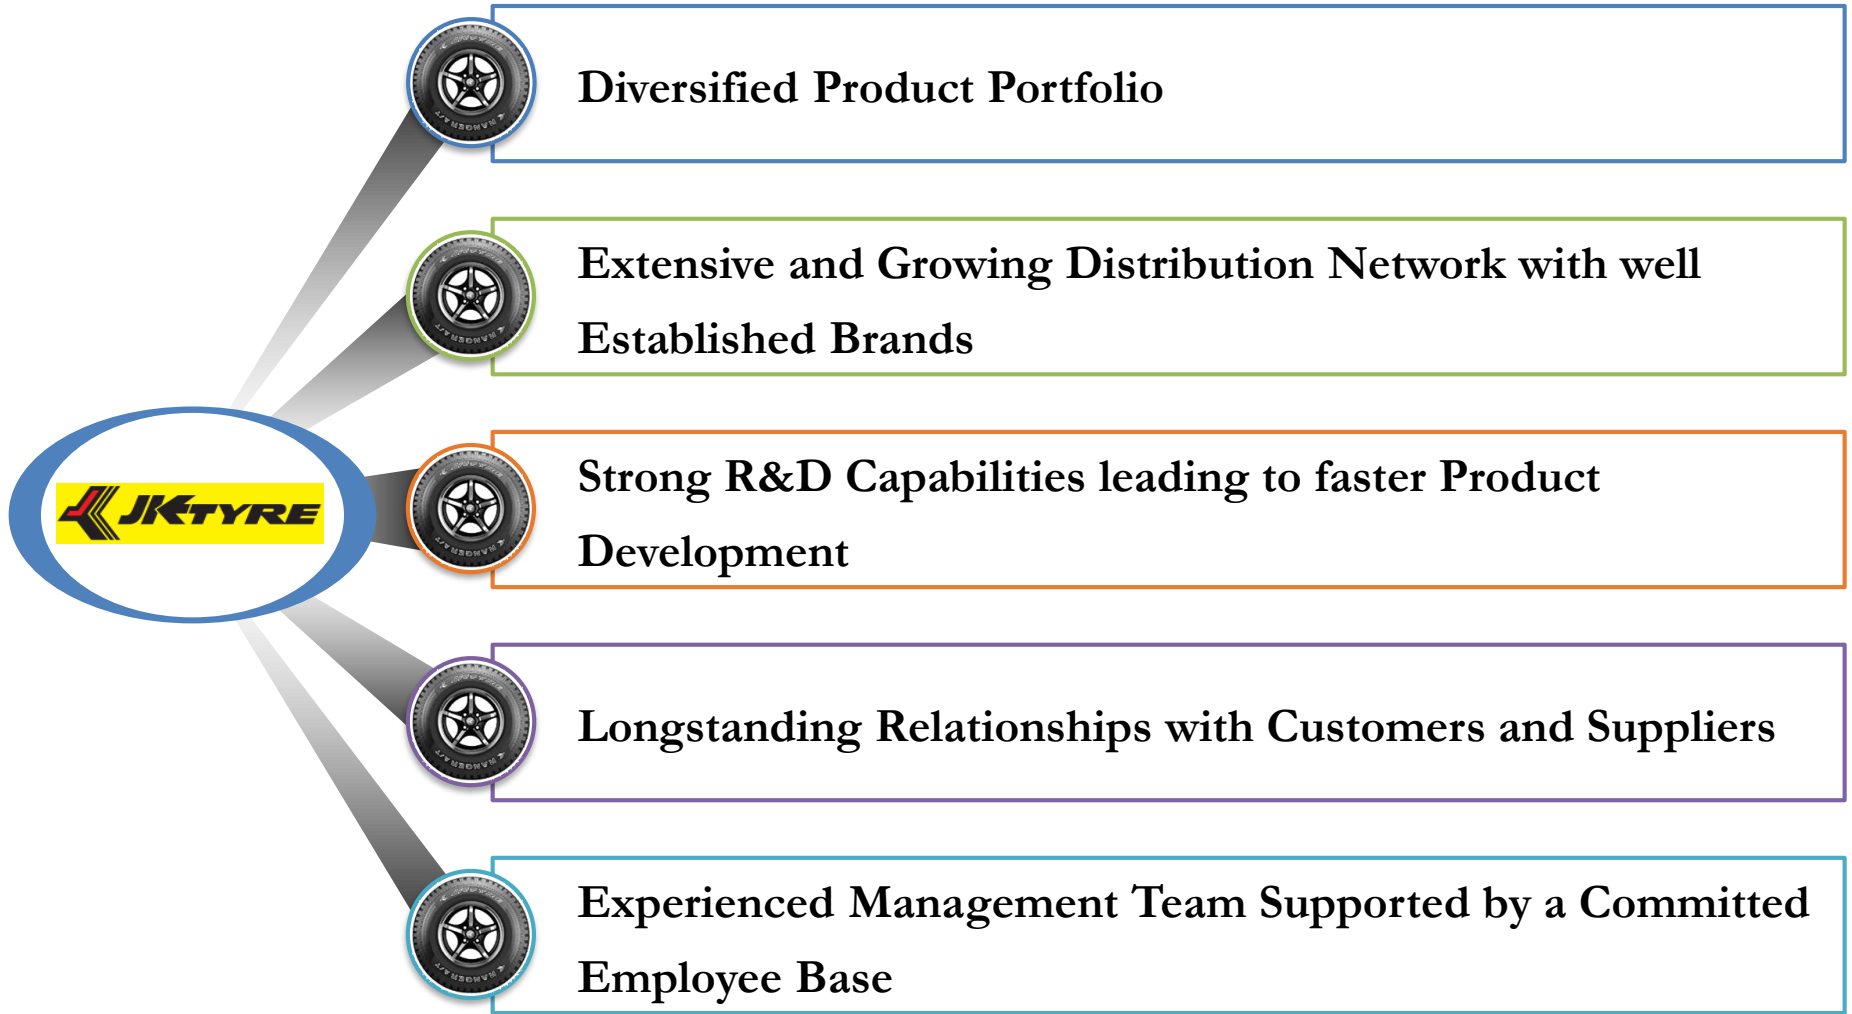 Diversified Product Portfolio
Extensive and Growing Distribution Network with well
Established Brands
Strong R&D Capabilities leading to faster Product
Development
JKTYRE
Longstanding Relationships with Customers and Suppliers
Experienced Management Team Supported by a Committed
Employee Base